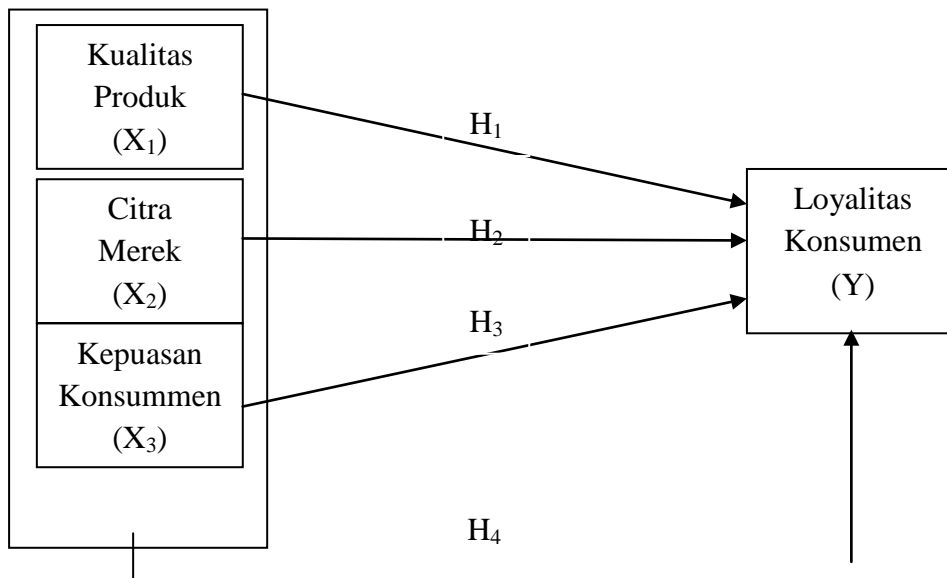 Kualitas
Produk
(X₁)
H₁
Citra
Merek
(X₂)
H₂
Loyalitas
Konsumen
(Y)
Kepuasan
Konsummen
(X₃)
H₃
H₄